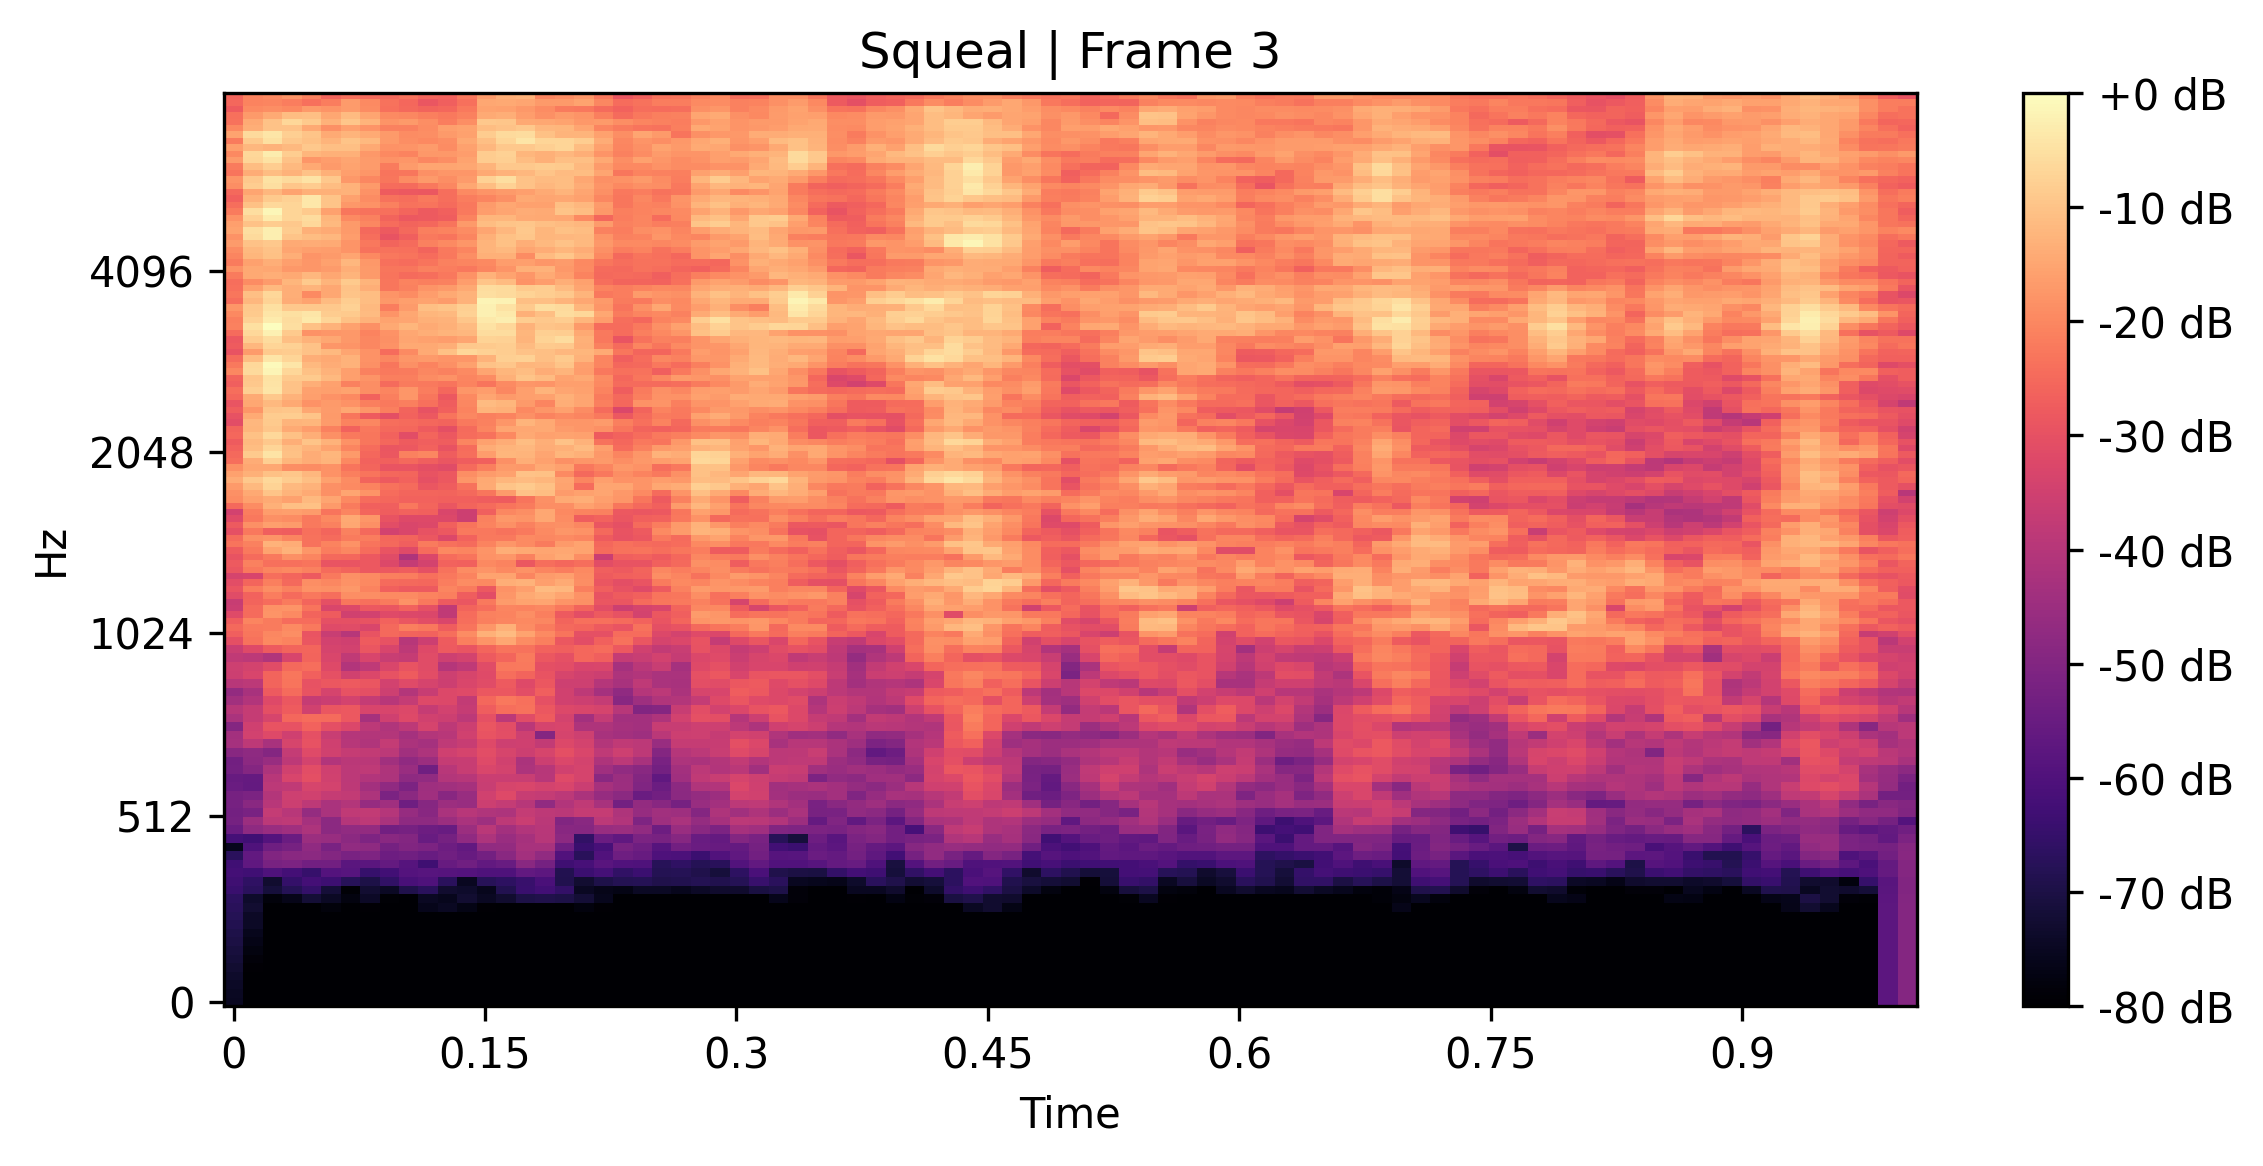 Squeal | Frame 3
Hz
4096
2048
1024
512
0
0 0.15 0.3 0.45 0.6 0.75 0.9
Time
+0 dB
-10 dB
-20 dB
-30 dB
-40 dB
-50 dB
-60 dB
-70 dB
-80 dB